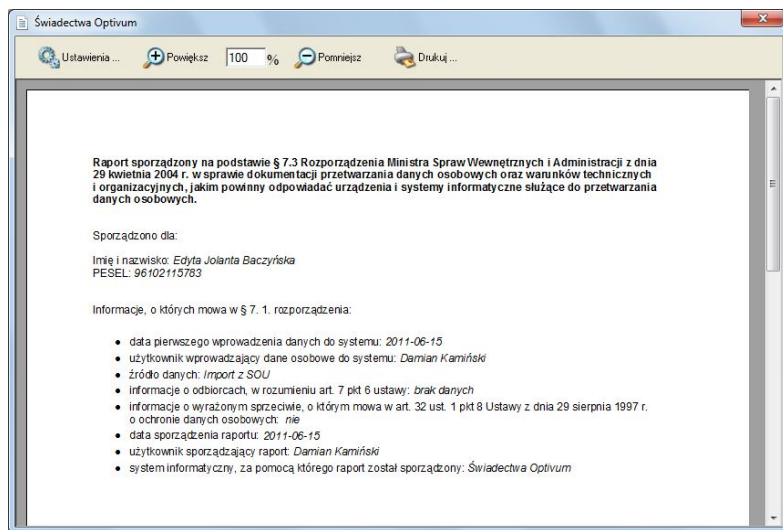 Świadectwa Optivum
Ustawienia ... Powiększ 100 % Pomniejsz Drukuj ...
Raport sporządzony na podstawie § 7.3 Rozporządzenia Ministra Spraw Wewnętrznych i Administracji z dnia
29 kwietnia 2004 r. w sprawie dokumentacji przetwarzania danych osobowych oraz warunków technicznych
i organizacyjnych, jakim powinny odpowiadać urządzenia i systemy informatyczne służące do przetwarzania
danych osobowych.
Sporządzono dla:
Imię i nazwisko: Edyta Jolanta Baczyńska
PESEL: 96102115783
Informacje, o których mowa w § 7. 1. rozporządzenia:
● data pierwszego wprowadzenia danych do systemu: 2011-06-15
● użytkownik wprowadzający dane osobowe do systemu: Damian Kamiński
● źródło danych: Import z SOU
● informacje o odbiorcach, w rozumieniu art. 7 pkt 6 ustawy: brak danych
● informacje o wyrażonym sprzeciwie, o którym mowa w art. 32 ust. 1 pkt 8 Ustawy z dnia 29 sierpnia 1997 r.
o ochronie danych osobowych: nie
● data sporządzenia raportu: 2011-06-15
● użytkownik sporządzający raport: Damian Kamiński
● system informatyczny, za pomocą którego raport został sporządzony: Świadectwa Optivum